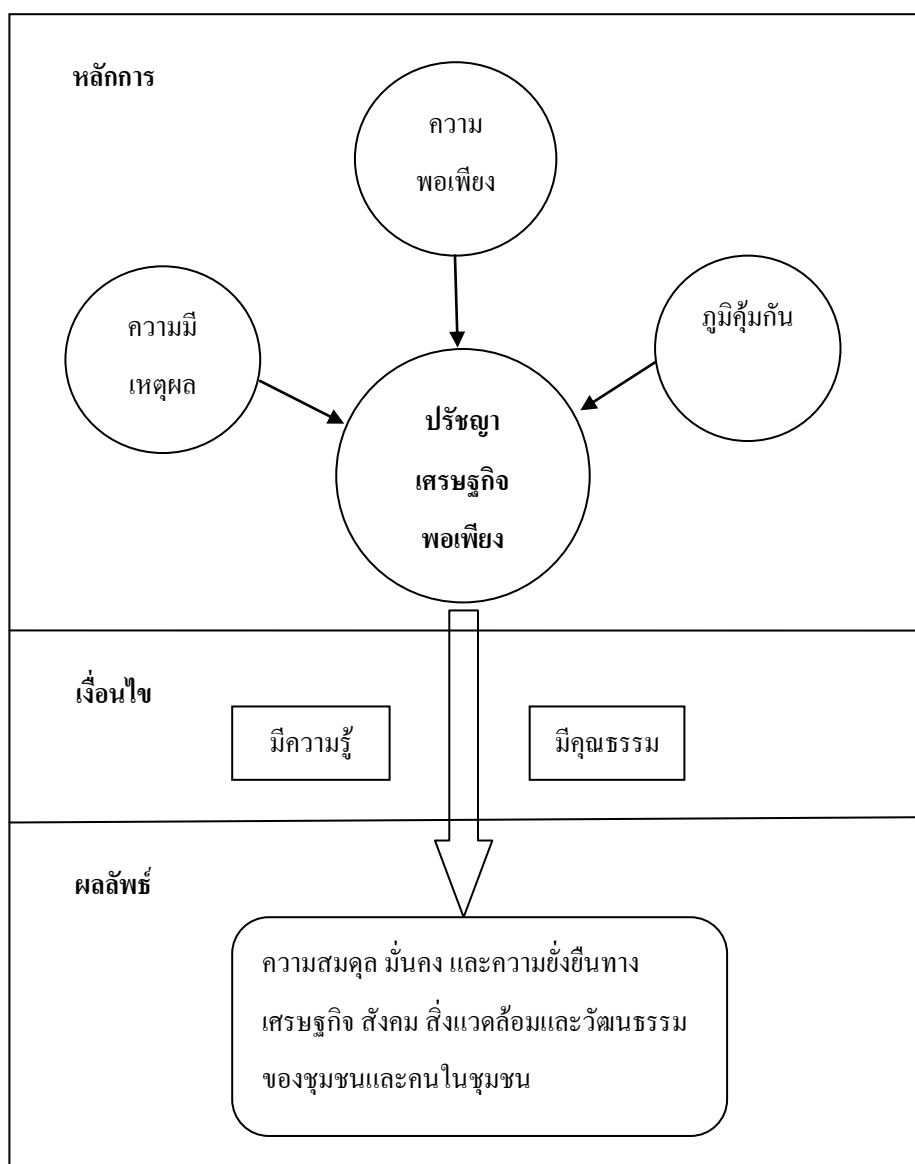 หลักการ
ความ
พอเพียง
ความมี
เหตุผล
ภูมิคุ้มกัน
ปรัชญา
เศรษฐกิจ
พอเพียง
เงื่อนไข
มีความรู้
มีคุณธรรม
ผลลัพธ์
ความสมดุล มั่นคง และความยั่งยืนทาง
เศรษฐกิจ สังคม สิ่งแวดล้อมและวัฒนธรรม
ของชุมชนและคนในชุมชน